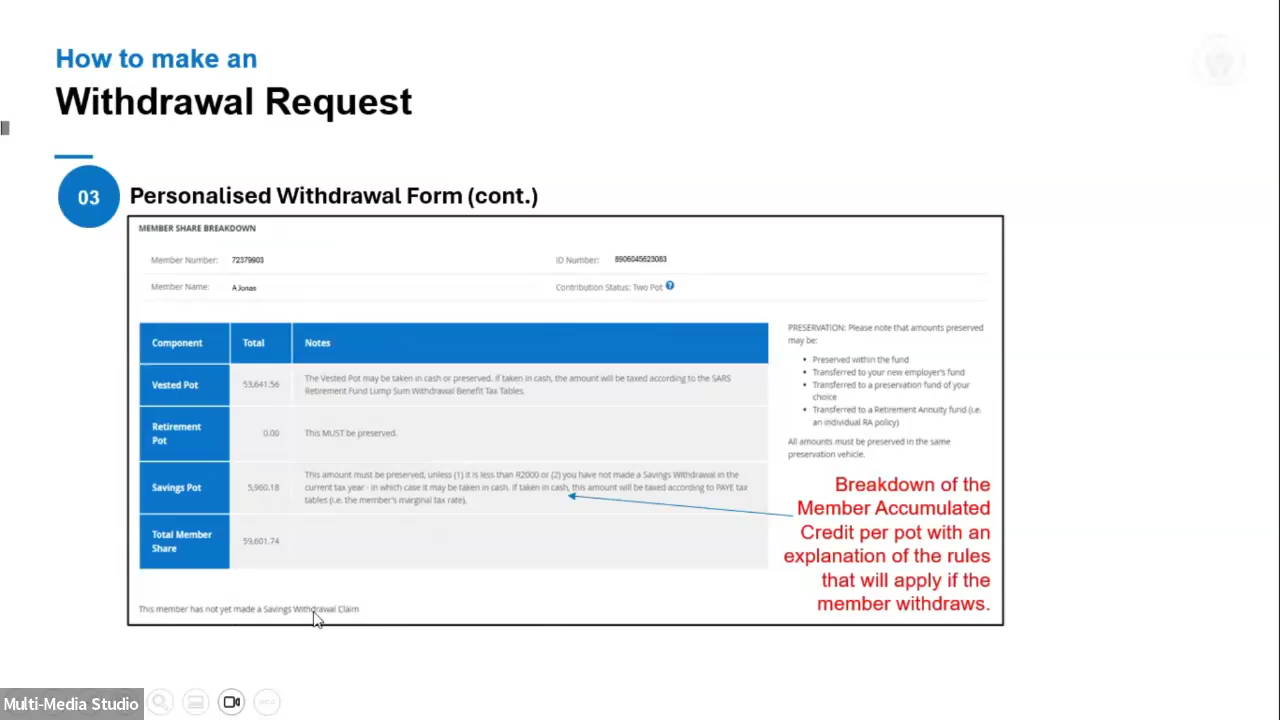 How to make an
Withdrawal Request
03
Personalised Withdrawal Form (cont.)
MEMBER SHARE BREAKDOWN
Member Number: 72379903
ID Number: 8906045623083
Member Name: A Jonas
Contribution Status: Two Pot ?
Component Total Notes
Vested Pot 53,641.56
The Vested Pot may be taken in cash or preserved, if taken in cash, the amount will be taxed according to the SARS
Retirement Fund Lump Sum Withdrawal Benefit Tax Tables.
Retirement
Pot
0.00 This MUST be preserved.
Savings Pot 5,960.18
This amount must be preserved, unless (1) it is less than R2000 or (2) you have not made a Savings Withdrawal in the
current tax year - in which case it may be taken in cash. If taken in cash, this amount will be taxed according to PAYE tax
tables (i.e. the member's marginal tax rate).
Total Member
Share
59,601.74
This member has not yet made a Savings Withdrawal Claim
PRESERVATION: Please note that amounts preserved
may be:
• Preserved within the fund
• Transferred to your new employer's fund
• Transferred to a preservation fund of your
choice
• Transferred to a Retirement Annuity fund (i.e.
an individual RA policy)
All amounts must be preserved in the same
preservation vehicle.
Breakdown of the
Member Accumulated
Credit per pot with an
explanation of the rules
that will apply if the
member withdraws.
Multi-Media Studio